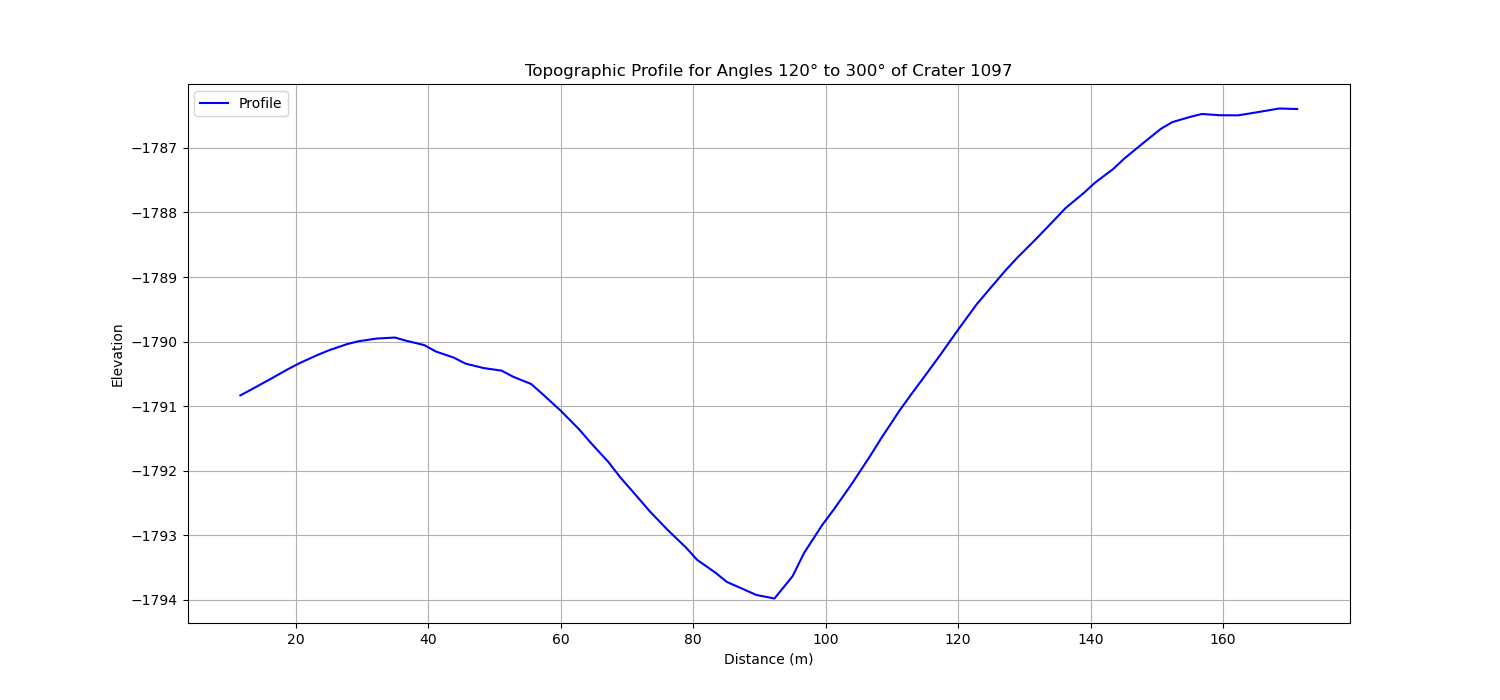 Topographic Profile for Angles 120° to 300° of Crater 1097
Profile
−1787
−1788
−1789
−1790
−1791
−1792
−1793
−1794
Elevation
20 40 60 80 100 120 140 160
Distance (m)